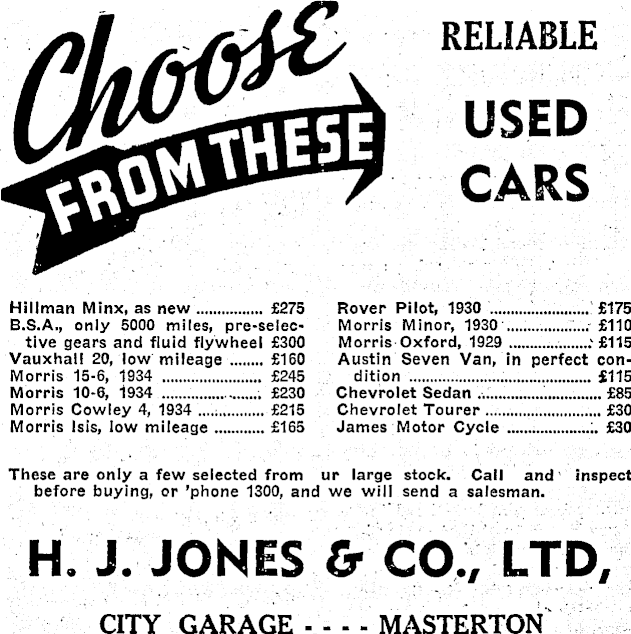 Choose
FROM THESE
RELIABLE
USED
CARS
Hillman Minx, as new ................ £275
B.S.A., only 5000 miles, pre-selec-
tive gears and fluid flywheel £300
Vauxhall 20, low mileage ........ £160
Morris 15-6, 1934 ........................ £245
Morris 10-6, 1934 ........................ £230
Morris Cowley 4, 1934 ................ £215
Morris Isis, low mileage ............ £165
Rover Pilot, 1930 ........................ £175
Morris Minor, 1930 .................... £110
Morris Oxford, 1929 .................... £115
Austin Seven Van, in perfect con-
dition ............................................ £115
Chevrolet Sedan .............................. £85
Chevrolet Tourer ............................ £30
James Motor Cycle ...................... £30
These are only a few selected from ur large stock. Call and inspect
before buying, or 'phone 1300, and we will send a salesman.
H. J. JONES & CO., LTD,
CITY GARAGE - - - - MASTERTON